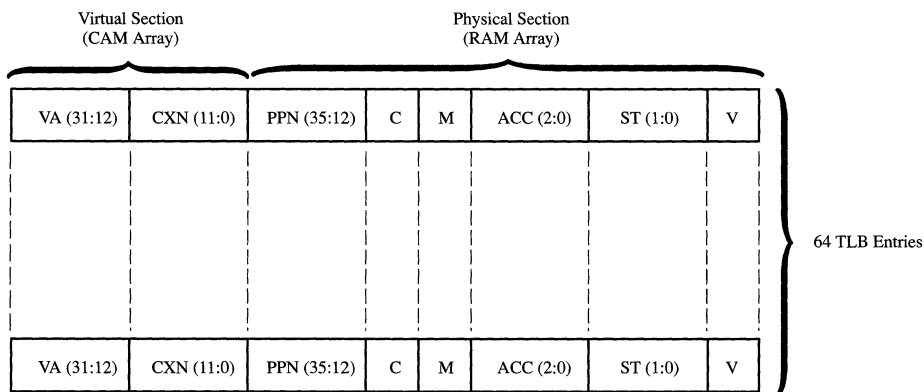 Virtual Section
(CAM Array)
Physical Section
(RAM Array)
VA (31:12) CXN (11:0) PPN (35:12) C M ACC (2:0) ST (1:0) V
64 TLB Entries
VA (31:12) CXN (11:0) PPN (35:12) C M ACC (2:0) ST (1:0) V